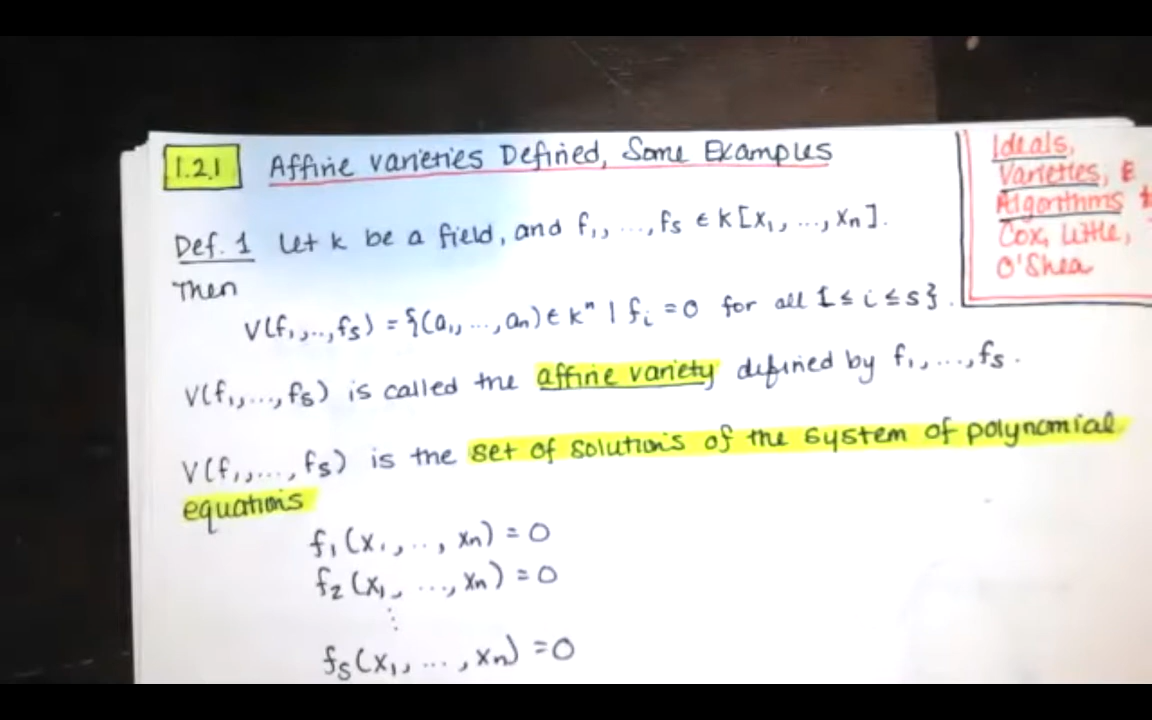 1.2.1 Affine Varieties Defined, Some Examples
Ideals,
Varieties, &
Algorithms
Cox, Little,
O'Shea
Def. 1 Let k be a field, and f₁, ..., fₛ ∈ k[x₁, ..., xₙ].
Then
V(f₁, ..., fₛ) = {(a₁, ..., aₙ) ∈ kⁿ | fᵢ = 0 for all 1 ≤ i ≤ s}.
V(f₁, ..., fₛ) is called the affine variety defined by f₁, ..., fₛ.
V(f₁, ..., fₛ) is the set of solutions of the system of polynomial
equations
f₁(x₁, ..., xₙ) = 0
f₂(x₁, ..., xₙ) = 0
⋮
fₛ(x₁, ..., xₙ) = 0